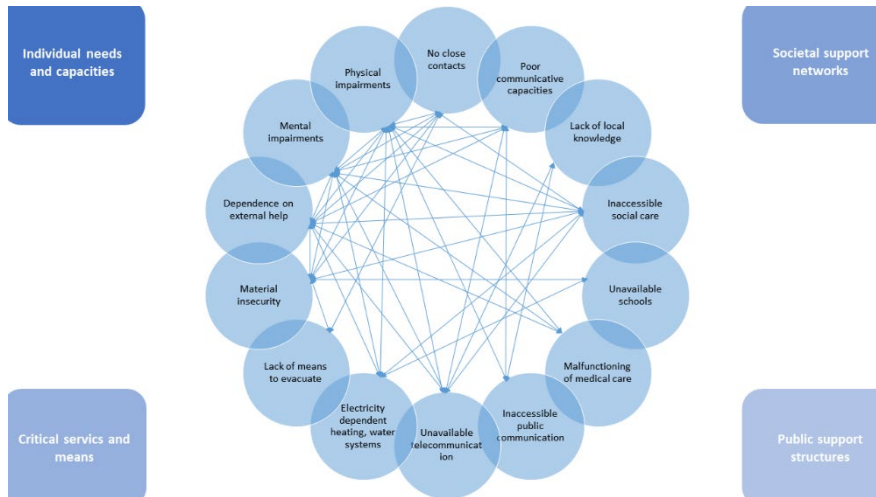 Individual needs
and capacities
Societal support
networks
No close
contacts
Poor
communicative
capacities
Lack of local
knowledge
Inaccessible
social care
Unavailable
schools
Malfunctioning
of medical care
Inaccessible
public
communication
Unavailable
telecommunicat
ion
Electricity
dependent
heating, water
systems
Lack of means
to evacuate
Material
insecurity
Dependence on
external help
Mental
impairments
Physical
impairments
Critical servics and
means
Public support
structures